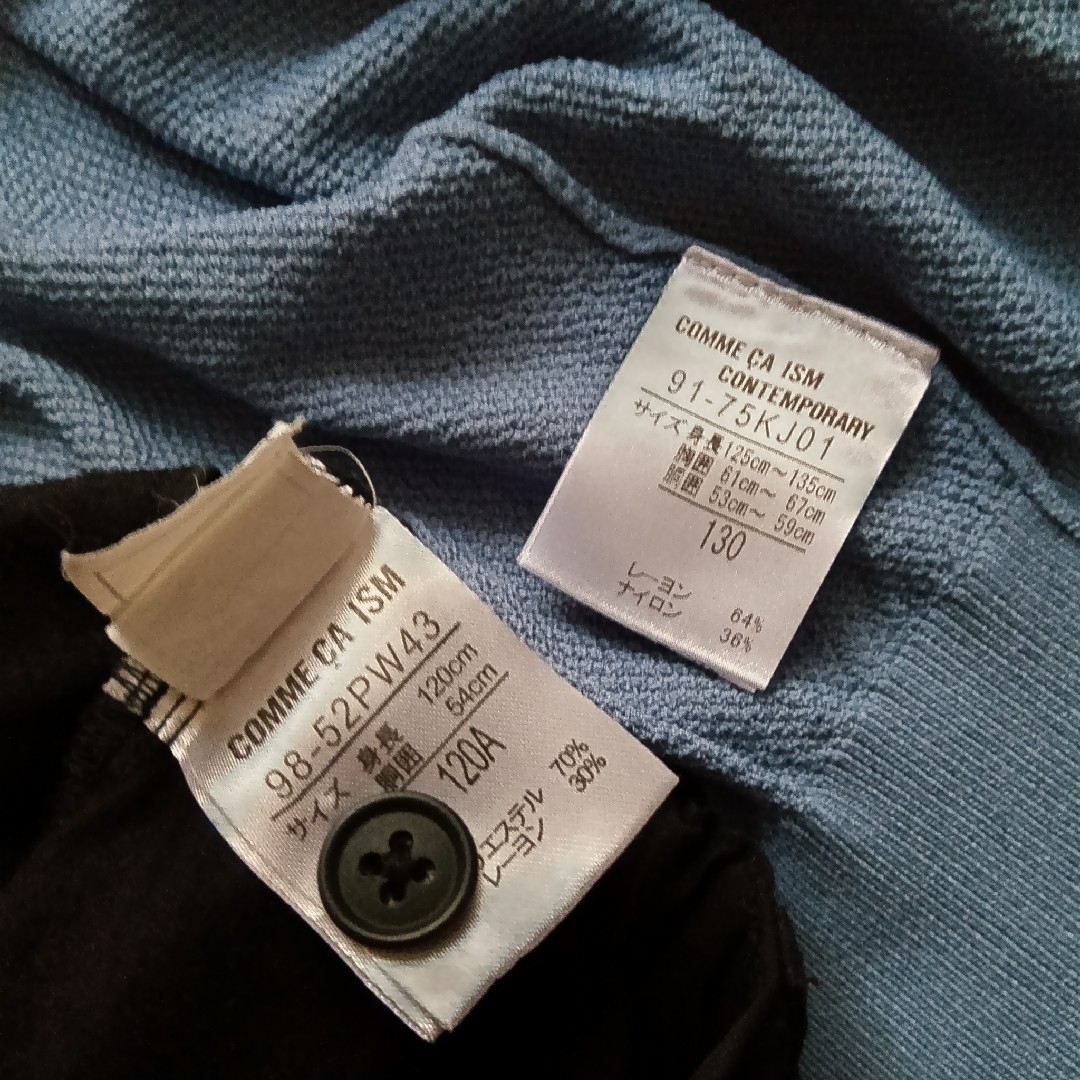 COMME ÇA ISM
CONTEMPORARY
91-75KJ01
サイズ 身長 125cm～135cm
胸囲 61cm～ 67cm
胴囲 53cm～ 59cm
130
レーヨン 64%
ナイロン 36%
COMME ÇA ISM
98-52PW43
サイズ 身長 120cm
胴囲 54cm
120A
エステル 70%
レーヨン 30%